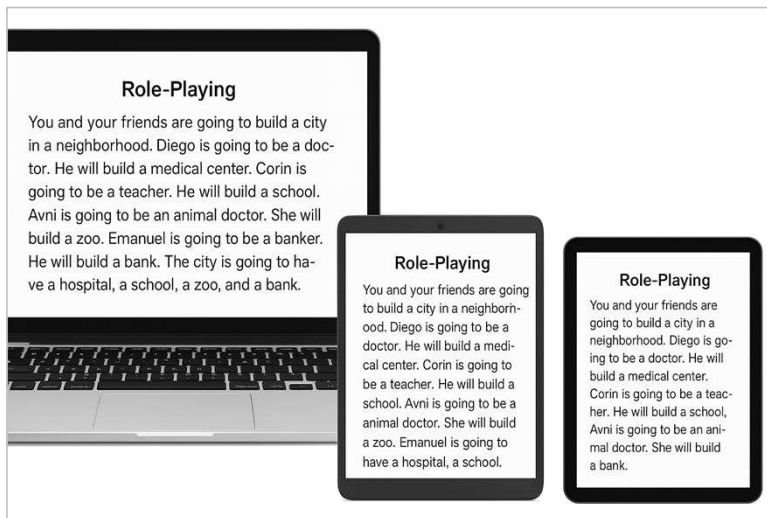 Role-Playing
You and your friends are going to build a city
in a neighborhood. Diego is going to be a doc-
tor. He will build a medical center. Corin is
going to be a teacher. He will build a school.
Avni is going to be an animal doctor. She will
build a zoo. Emanuel is going to be a banker.
He will build a bank. The city is going to ha-
ve a hospital, a school, a zoo, and a bank.
Role-Playing
You and your friends are going
to build a city in a neighborn-
ood. Diego is going to be a
doctor. He will build a medi-
cal center. Corin is going to
be a teacher. He will build a
school. Avni is going to be a
animal doctor. She will build
a zoo. Emanuel is going to
have a hospital, a school.
Role-Playing
You and your friends are
going to build a city in a
neighborhood. Diego is go-
ing to be a doctor. He will
build a medical center.
Corin is going to be a teac-
her. He will build a school,
Avni is going to be an ani-
mal doctor. She will build
a bank.